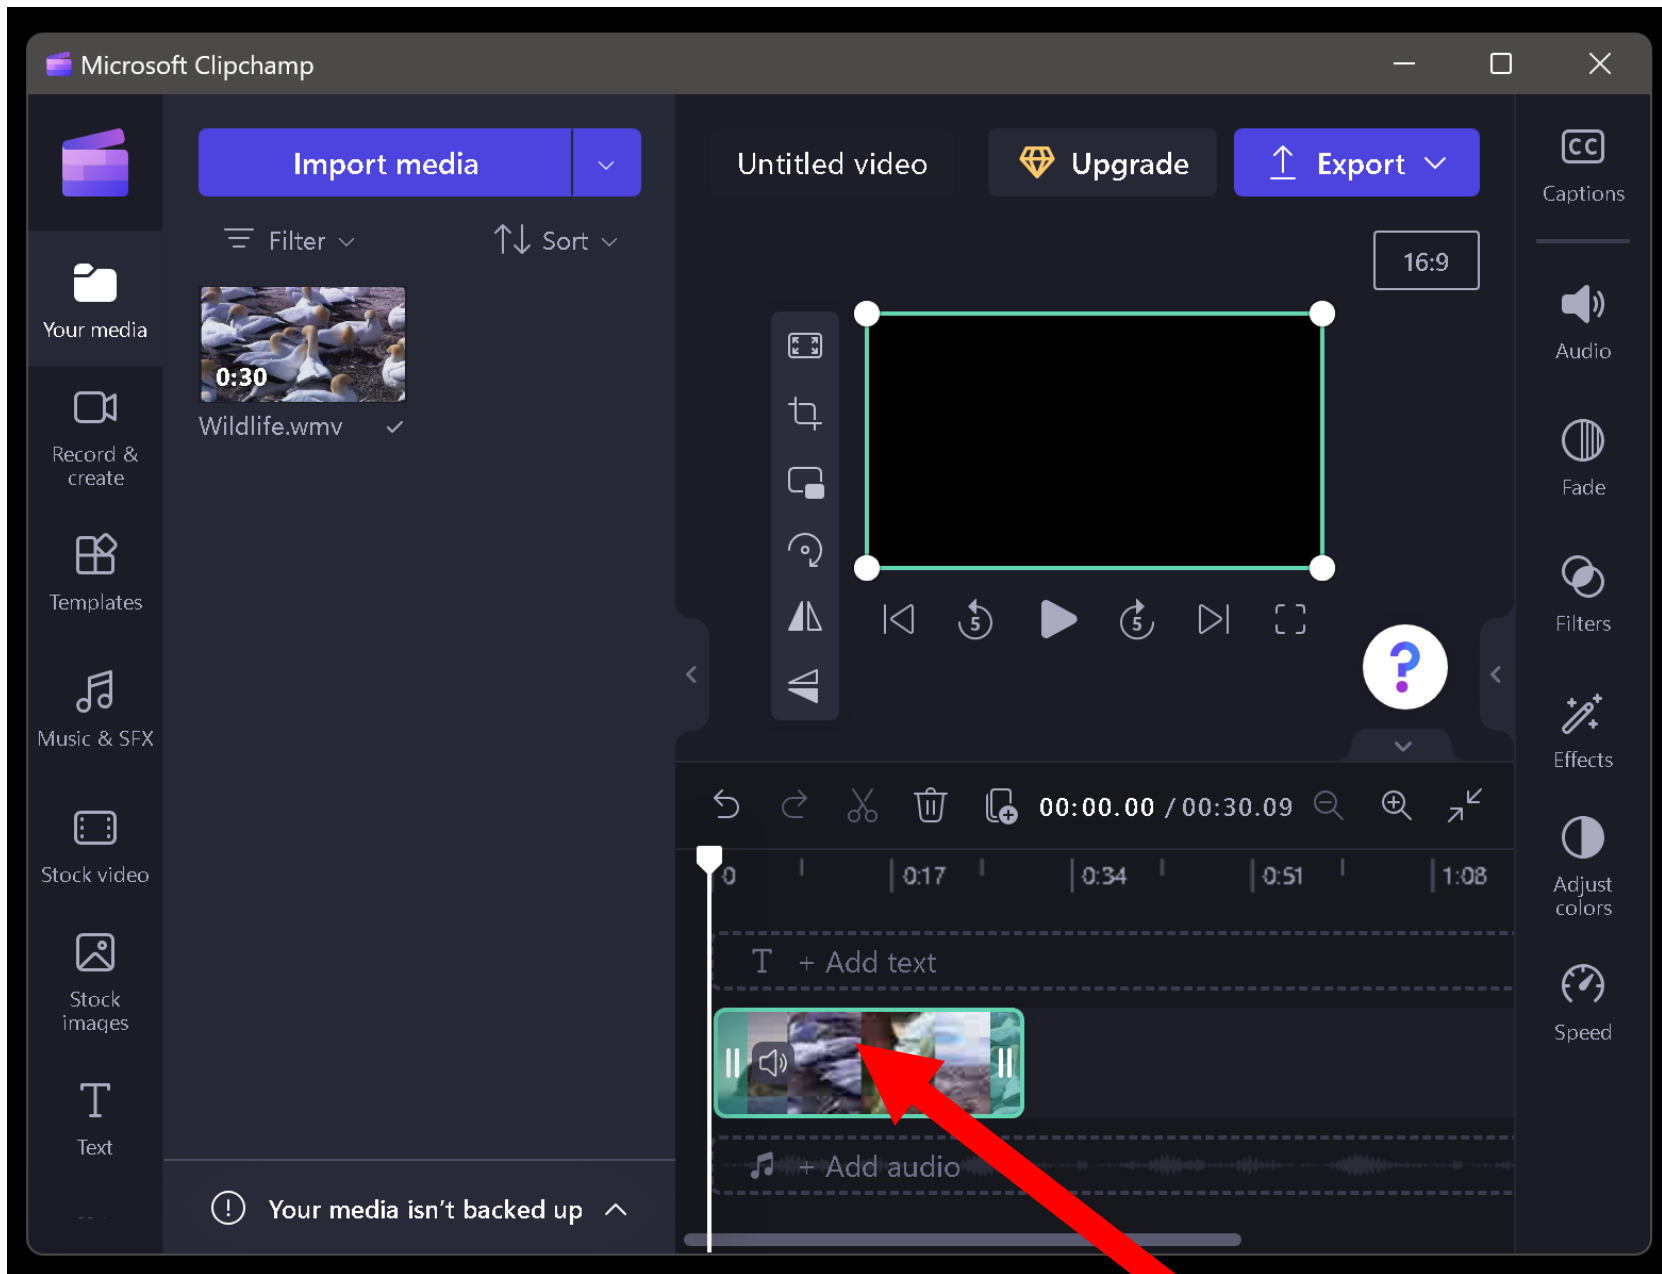 Microsoft Clipchamp
Import media
Untitled video
Upgrade
Export
CC
Captions
Filter
Sort
16:9
Your media
0:30
Wildlife.wmv
Audio
Record &
create
Fade
Templates
5
5
Filters
?
Music & SFX
Effects
00:00.00 / 00:30.09
Stock video
0
0:17
0:34
0:51
1:08
Adjust
colors
T + Add text
Stock
images
Speed
T
Text
+ Add audio
! Your media isn't backed up